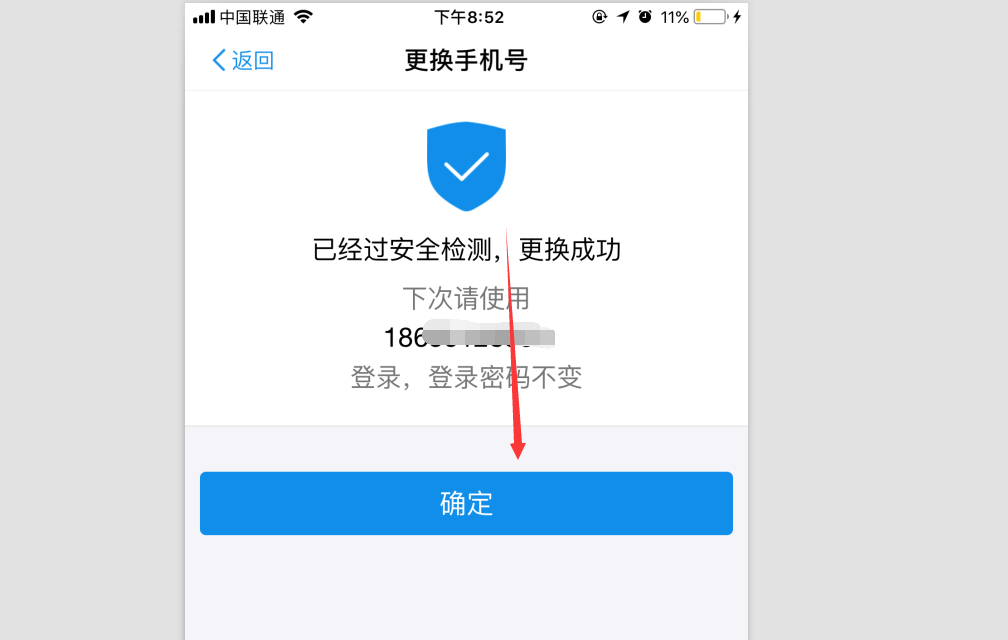 中国联通 下午8:52 11%
返回 更换手机号
已经过安全检测，更换成功
下次请使用
186
登录，登录密码不变
确定